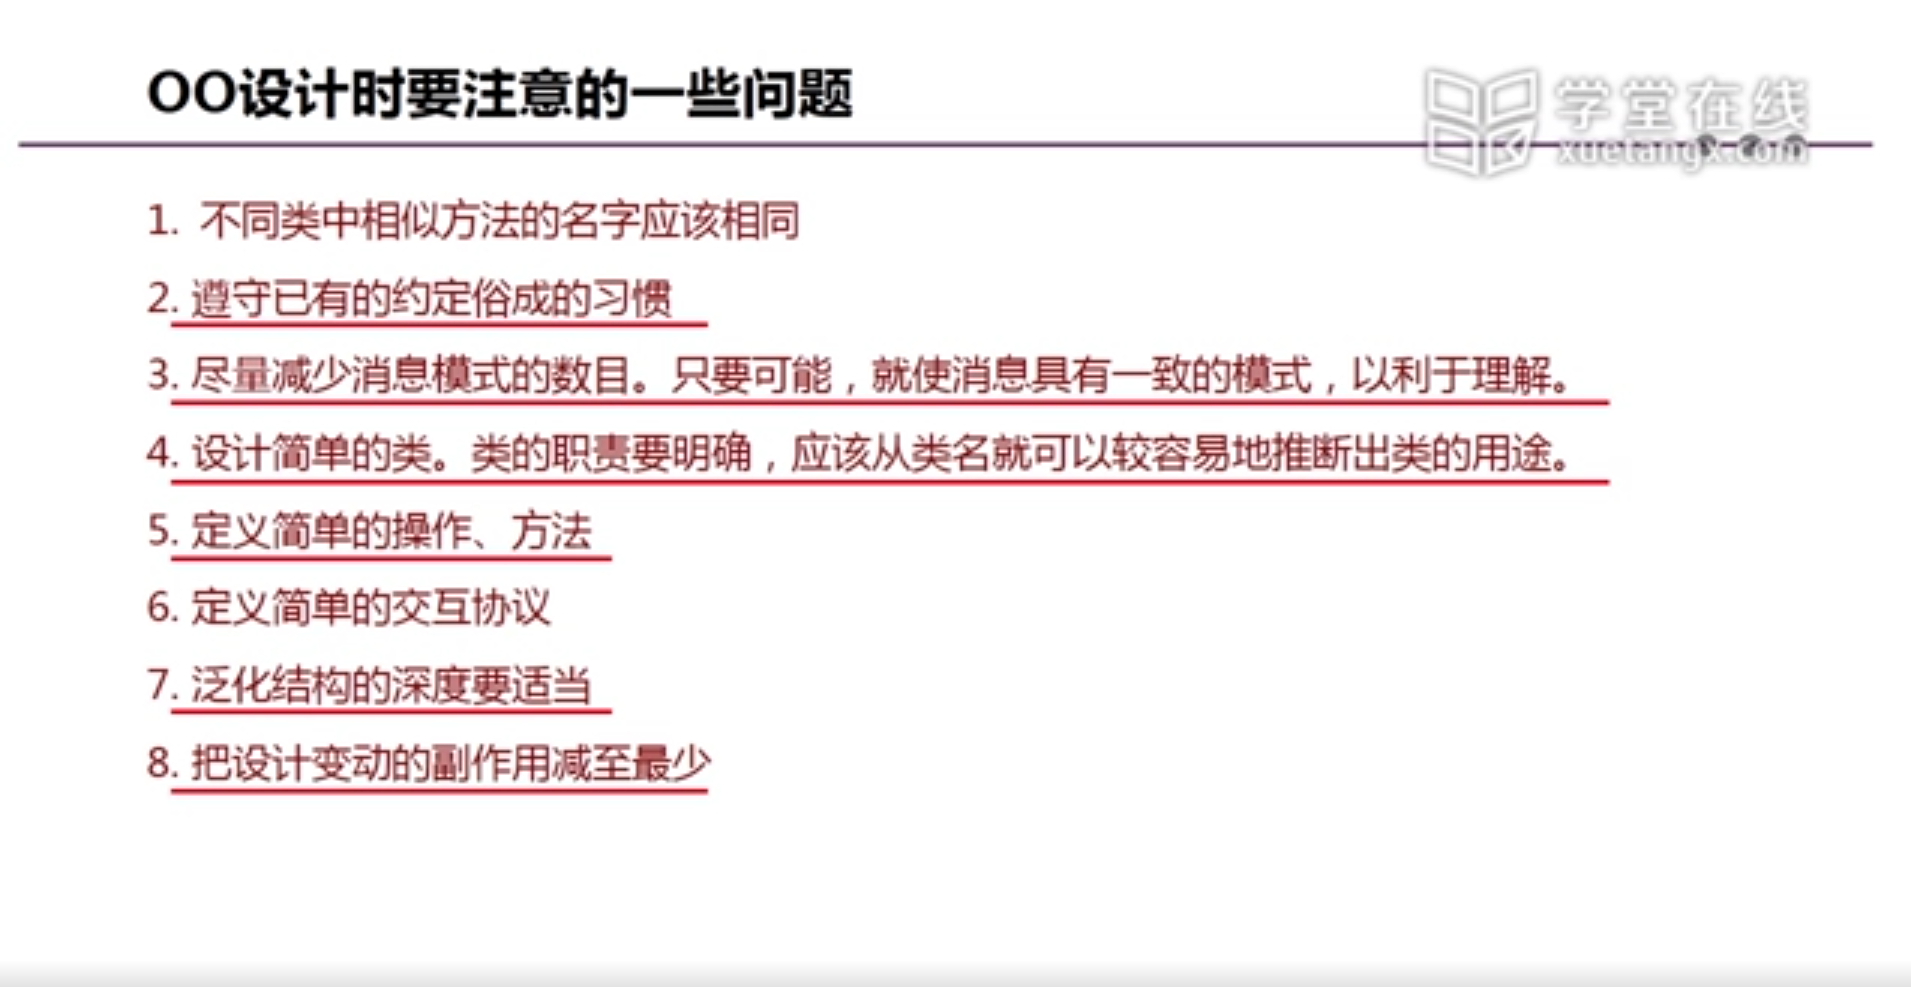 OO设计时要注意的一些问题
学堂在线
xuetangx.com
1. 不同类中相似方法的名字应该相同
2. 遵守已有的约定俗成的习惯
3. 尽量减少消息模式的数目。只要可能，就使消息具有一致的模式，以利于理解。
4. 设计简单的类。类的职责要明确，应该从类名就可以较容易地推断出类的用途。
5. 定义简单的操作、方法
6. 定义简单的交互协议
7. 泛化结构的深度要适当
8. 把设计变动的副作用减至最少